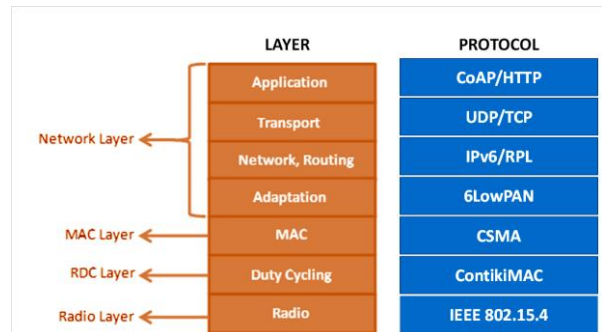 LAYER PROTOCOL
Application CoAP/HTTP
Transport UDP/TCP
Network Layer Network, Routing IPv6/RPL
Adaptation 6LowPAN
MAC Layer MAC CSMA
RDC Layer Duty Cycling ContikiMAC
Radio Layer Radio IEEE 802.15.4